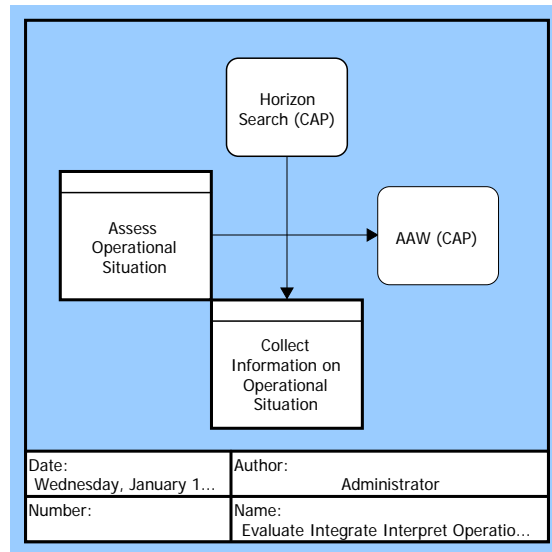 Horizon
Search (CAP)
Assess
Operational
Situation
AAW (CAP)
Collect
Information on
Operational
Situation
Date:
Wednesday, January 1...
Author:
Administrator
Number:
Name:
Evaluate Integrate Interpret Operatio...